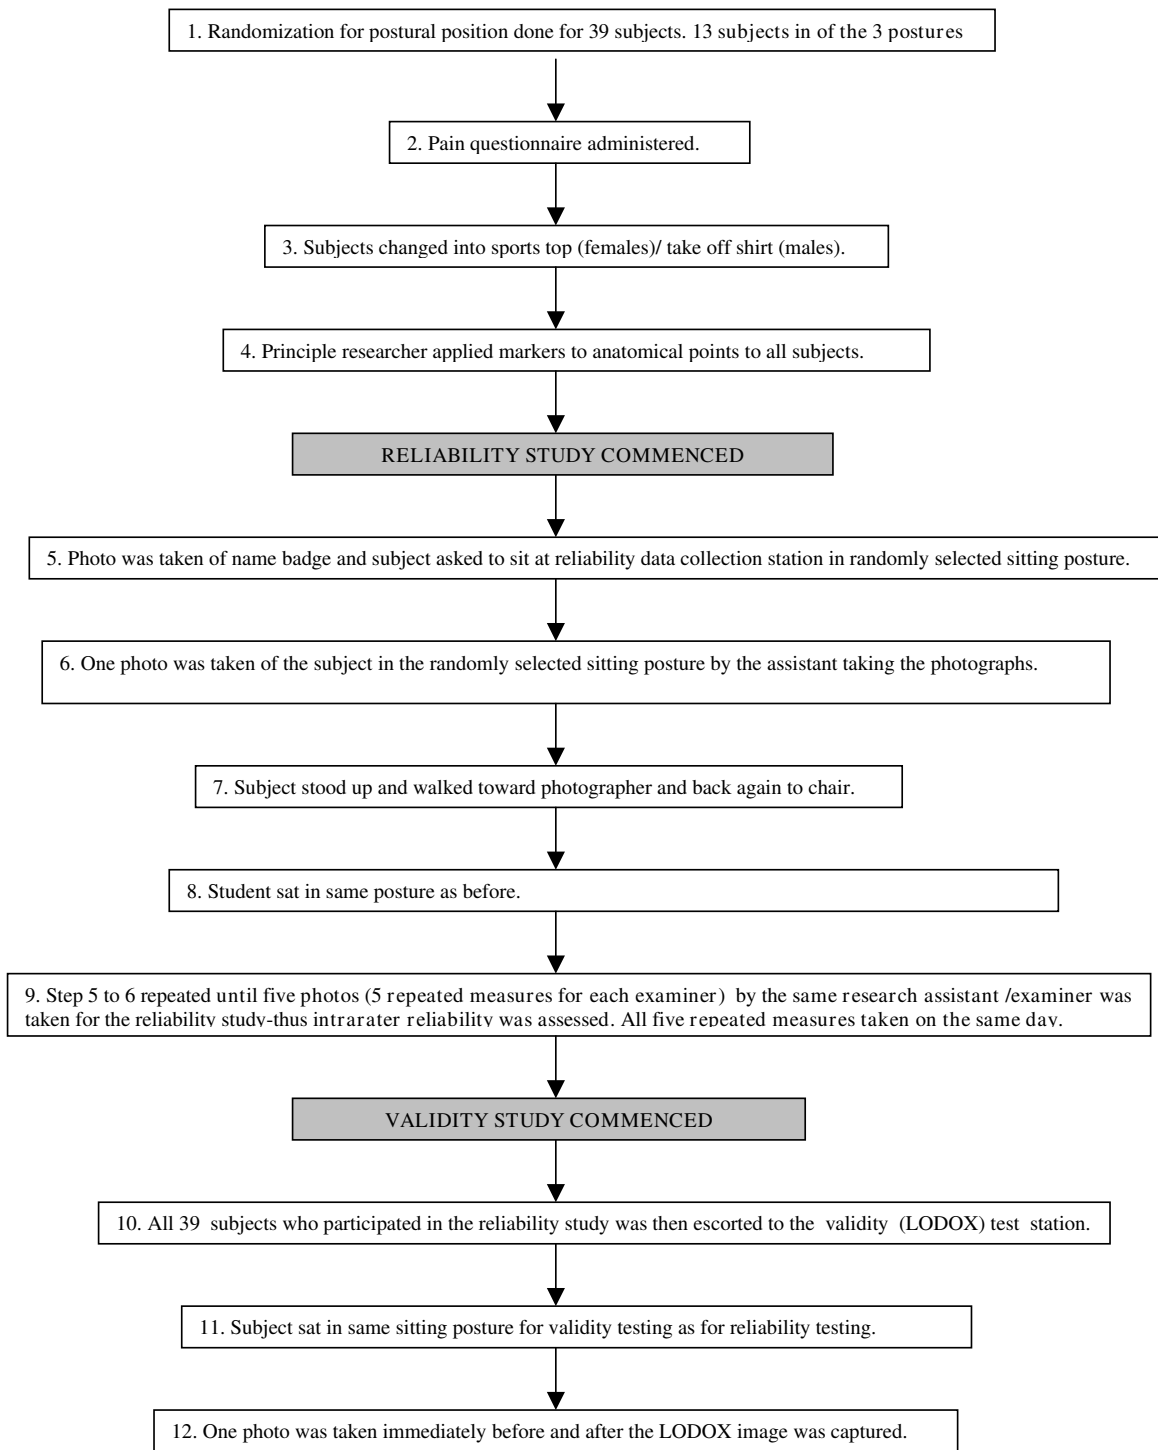 1. Randomization for postural position done for 39 subjects. 13 subjects in of the 3 postures
2. Pain questionnaire administered.
3. Subjects changed into sports top (females)/ take off shirt (males).
4. Principle researcher applied markers to anatomical points to all subjects.
RELIABILITY STUDY COMMENCED
5. Photo was taken of name badge and subject asked to sit at reliability data collection station in randomly selected sitting posture.
6. One photo was taken of the subject in the randomly selected sitting posture by the assistant taking the photographs.
7. Subject stood up and walked toward photographer and back again to chair.
8. Student sat in same posture as before.
9. Step 5 to 6 repeated until five photos (5 repeated measures for each examiner) by the same research assistant /examiner was
taken for the reliability study-thus intrarater reliability was assessed. All five repeated measures taken on the same day.
VALIDITY STUDY COMMENCED
10. All 39 subjects who participated in the reliability study was then escorted to the validity (LODOX) test station.
11. Subject sat in same sitting posture for validity testing as for reliability testing.
12. One photo was taken immediately before and after the LODOX image was captured.